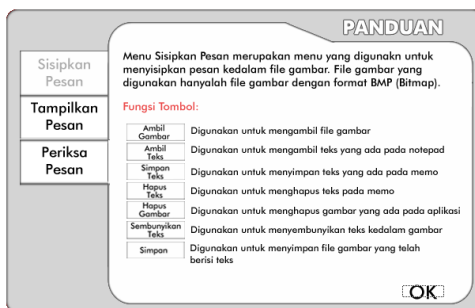 PANDUAN
Sisipkan
Pesan
Tampilkan
Pesan
Periksa
Pesan
Menu Sisipkan Pesan merupakan menu yang digunakn untuk
menyisipkan pesan kedalam file gambar. File gambar yang
digunakan hanyalah file gambar dengan format BMP (Bitmap).
Fungsi Tombol:
Ambil
Gambar
Digunakan untuk mengambil file gambar
Ambil
Teks
Digunakan untuk mengambil teks yang ada pada notepad
Simpan
Teks
Digunakan untuk menyimpan teks yang ada pada memo
Hapus
Teks
Digunakan untuk menghapus teks pada memo
Hapus
Gambar
Digunakan untuk menghapus gambar yang ada pada aplikasi
Sembunyikan
Teks
Digunakan untuk menyembunyikan teks kedalam gambar
Simpan
Digunakan untuk menyimpan file gambar yang telah
berisi teks
OK